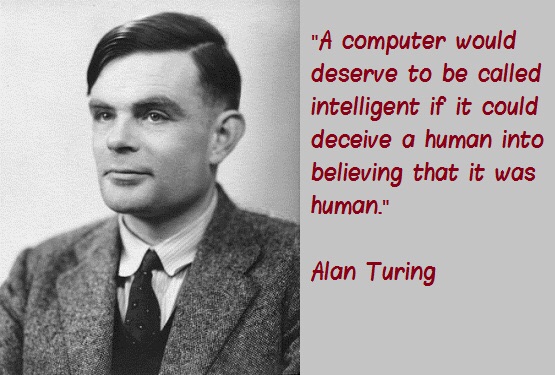 "A computer would
deserve to be called
intelligent if it could
deceive a human into
believing that it was
human."
Alan Turing